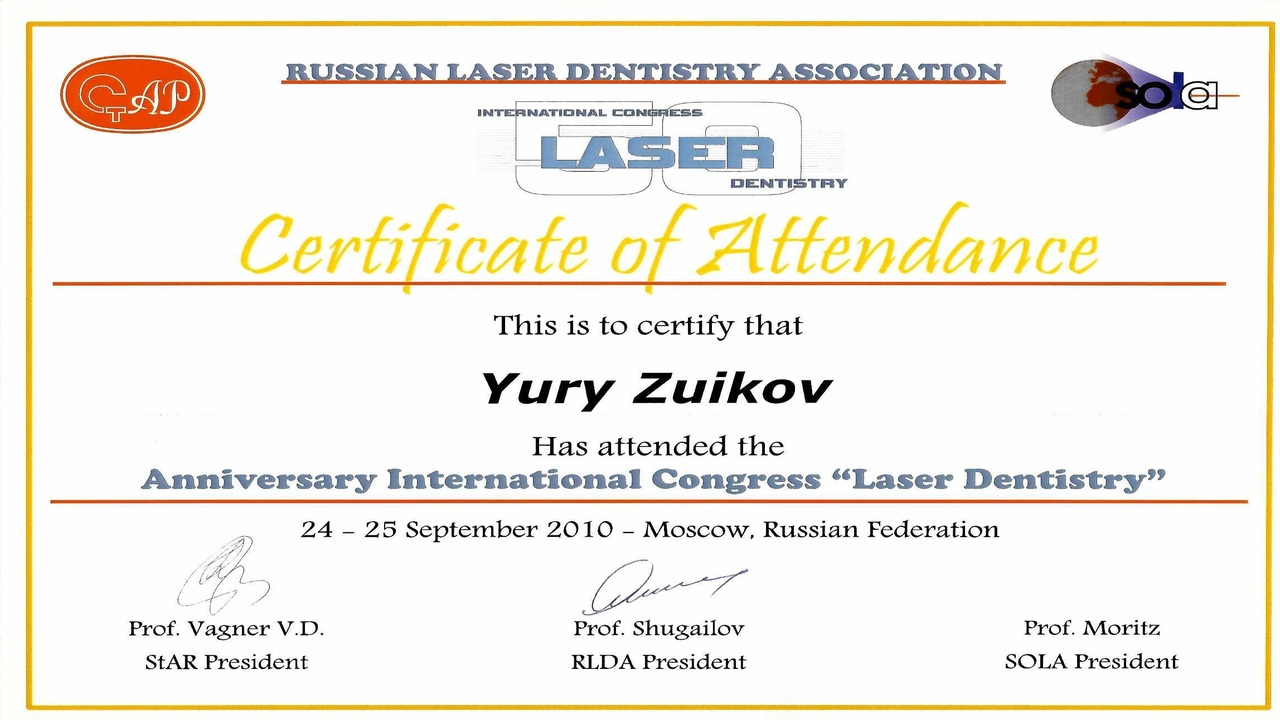 RUSSIAN LASER DENTISTRY ASSOCIATION
СтАР
sola
INTERNATIONAL CONGRESS
50
LASER
DENTISTRY
Certificate of Attendance
This is to certify that
Yury Zuikov
Has attended the
Anniversary International Congress “Laser Dentistry”
24 – 25 September 2010 – Moscow, Russian Federation
Prof. Vagner V.D. Prof. Shugailov Prof. Moritz
StAR President RLDA President SOLA President